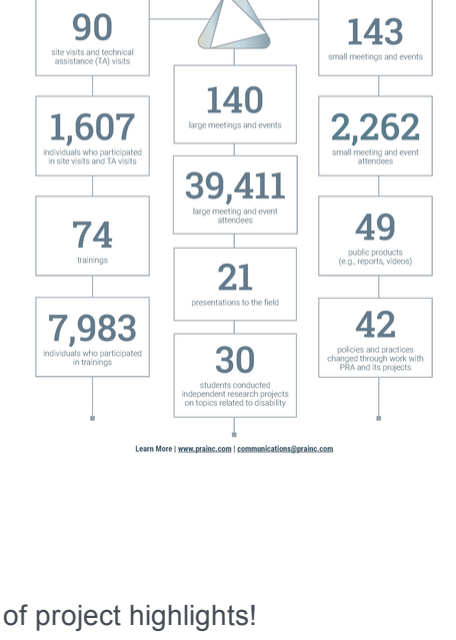 90
site visits and technical
assistance (TA) visits
1,607
individuals who participated
in site visits and TA visits
74
trainings
7,983
individuals who participated
in trainings
140
large meetings and events
39,411
large meeting and event
attendees
21
presentations to the field
30
students conducted
independent research projects
on topics related to disability
143
small meetings and events
2,262
small meeting and event
attendees
49
public products
(e.g., reports, videos)
42
policies and practices
changed through work with
PRA and its projects
Learn More | www.prainc.com | communications@prainc.com
of project highlights!